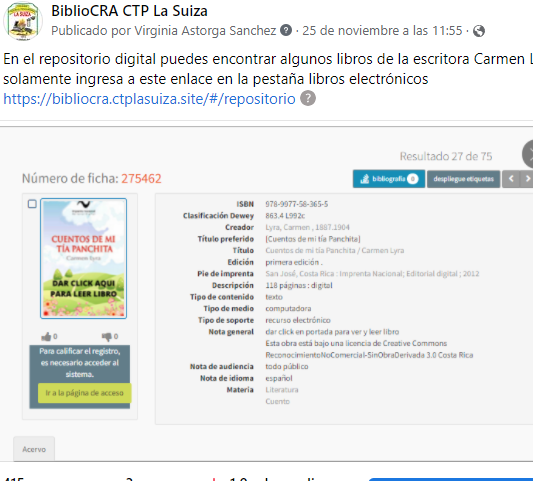 BiblioCRA CTP La Suiza
Publicado por Virginia Astorga Sanchez · 25 de noviembre a las 11:55 ·
En el repositorio digital puedes encontrar algunos libros de la escritora Carmen
solamente ingresa a este enlace en la pestaña libros electrónicos
https://bibliocra.ctplasuiza.site/#/repositorio
Resultado 27 de 75
Número de ficha: 275462
bibliografía 0
despliegue etiquetas
CUENTOS DE MI
TÍA PANCHITA
Carmen Lyra
DAR CLICK AQUI
PARA LEER LIBRO
0 0
Para calificar el registro,
es necesario acceder al
sistema.
Ir a la página de acceso
ISBN 978-9977-58-365-5
Clasificación Dewey 863.4 L992c
Creador Lyra, Carmen , 1887.1904
Título preferido [Cuentos de mi tía Panchita]
Título Cuentos de mi tía Panchita / Carmen Lyra
Edición primera edición .
Pie de imprenta San José, Costa Rica : Imprenta Nacional; Editorial digital ; 2012
Descripción 118 páginas : digital
Tipo de contenido texto
Tipo de medio computadora
Tipo de soporte recurso electrónico
Nota general dar click en portada para ver y leer libro
Esta obra está bajo una licencia de Creative Commons
ReconocimientoNoComercial-SinObraDerivada 3.0 Costa Rica
Nota de audiencia todo público
Nota de idioma español
Materia Literatura
Cuento
Acervo